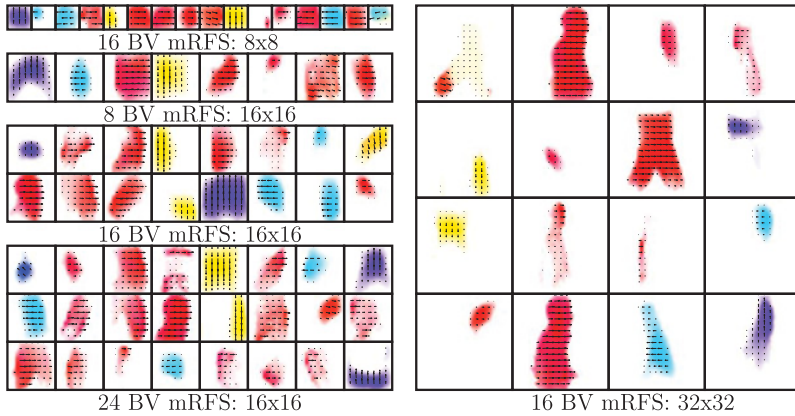 16 BV mRFS: 8x8
8 BV mRFS: 16x16
16 BV mRFS: 16x16
24 BV mRFS: 16x16
16 BV mRFS: 32x32